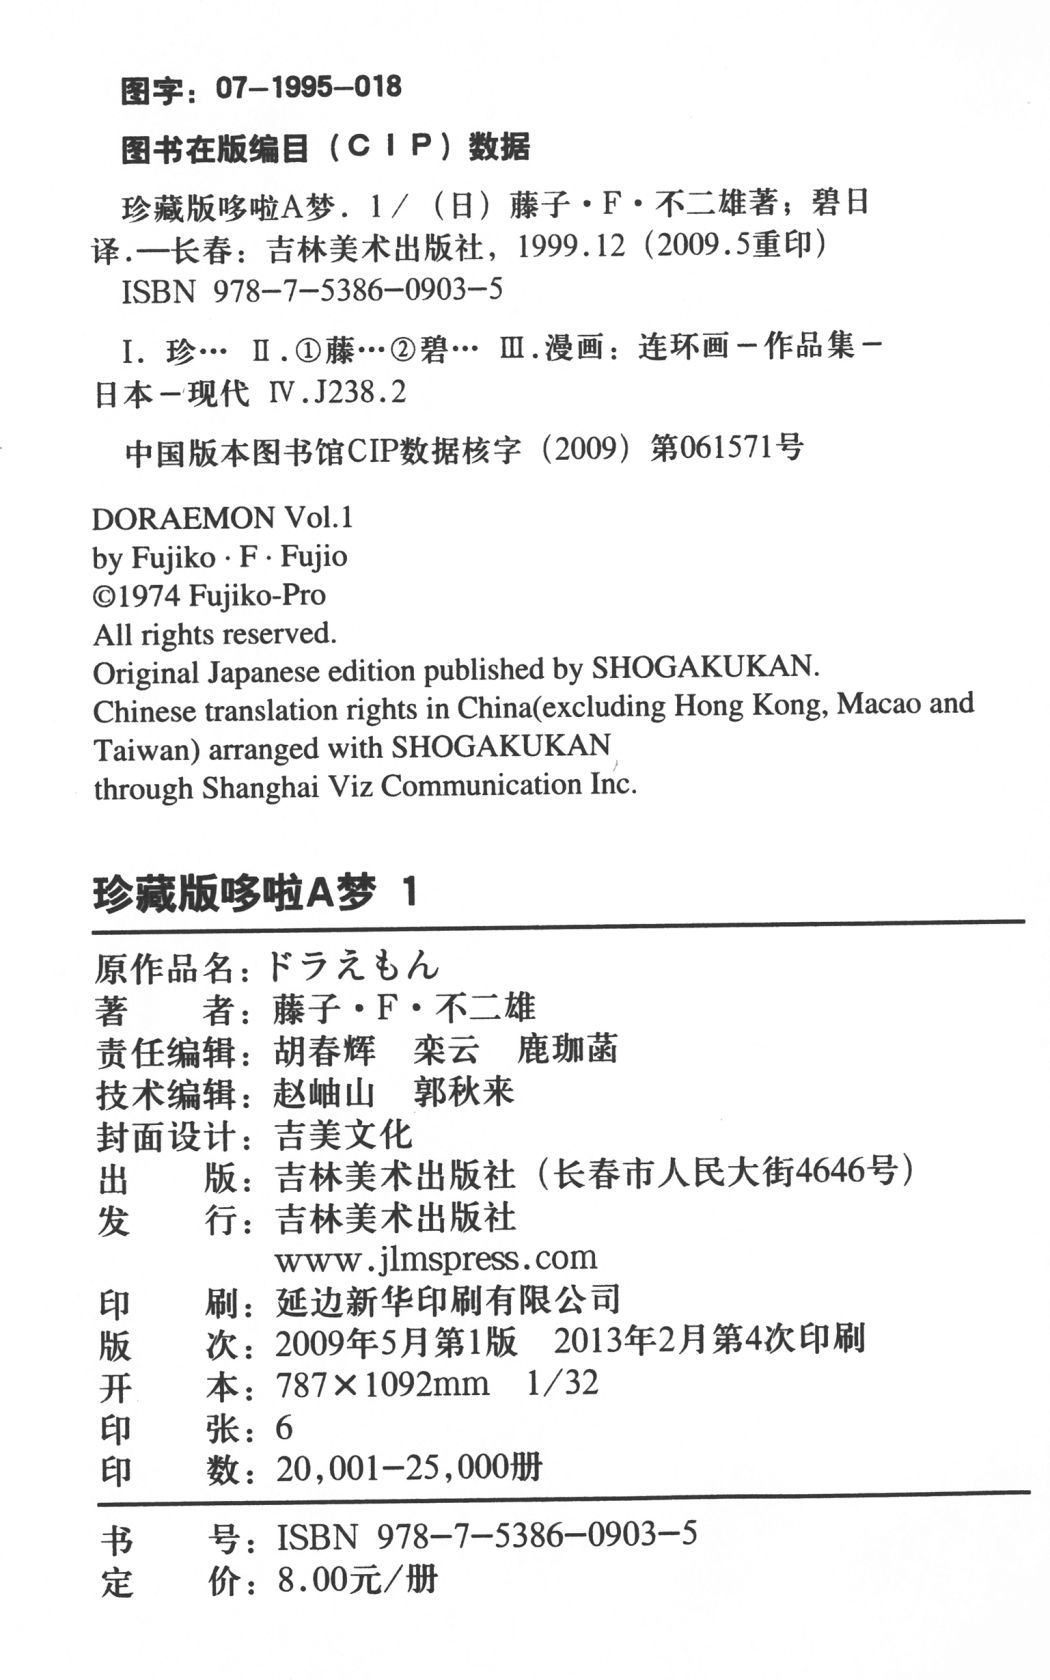 图字：07—1995—018
图书在版编目（CIP）数据
珍藏版哆啦A梦．1／（日）藤子·F·不二雄著；碧日
译.—长春：吉林美术出版社，1999.12（2009.5重印）
ISBN 978—7—5386—0903—5
Ⅰ．珍… Ⅱ.①藤…②碧… Ⅲ.漫画：连环画－作品集－
日本－现代 Ⅳ.J238.2
中国版本图书馆CIP数据核字（2009）第061571号
DORAEMON Vol.1
by Fujiko · F · Fujio
©1974 Fujiko-Pro
All rights reserved.
Original Japanese edition published by SHOGAKUKAN.
Chinese translation rights in China(excluding Hong Kong, Macao and
Taiwan) arranged with SHOGAKUKAN
through Shanghai Viz Communication Inc.
珍藏版哆啦A梦 1
原作品名：ドラえもん
著 者：藤子·F·不二雄
责任编辑：胡春辉 栾云 鹿珈菡
技术编辑：赵岫山 郭秋来
封面设计：吉美文化
出 版：吉林美术出版社（长春市人民大街4646号）
发 行：吉林美术出版社
www.jlmspress.com
印 刷：延边新华印刷有限公司
版 次：2009年5月第1版 2013年2月第4次印刷
开 本：787×1092mm 1/32
印 张：6
印 数：20,001—25,000册
书 号：ISBN 978—7—5386—0903—5
定 价：8.00元/册